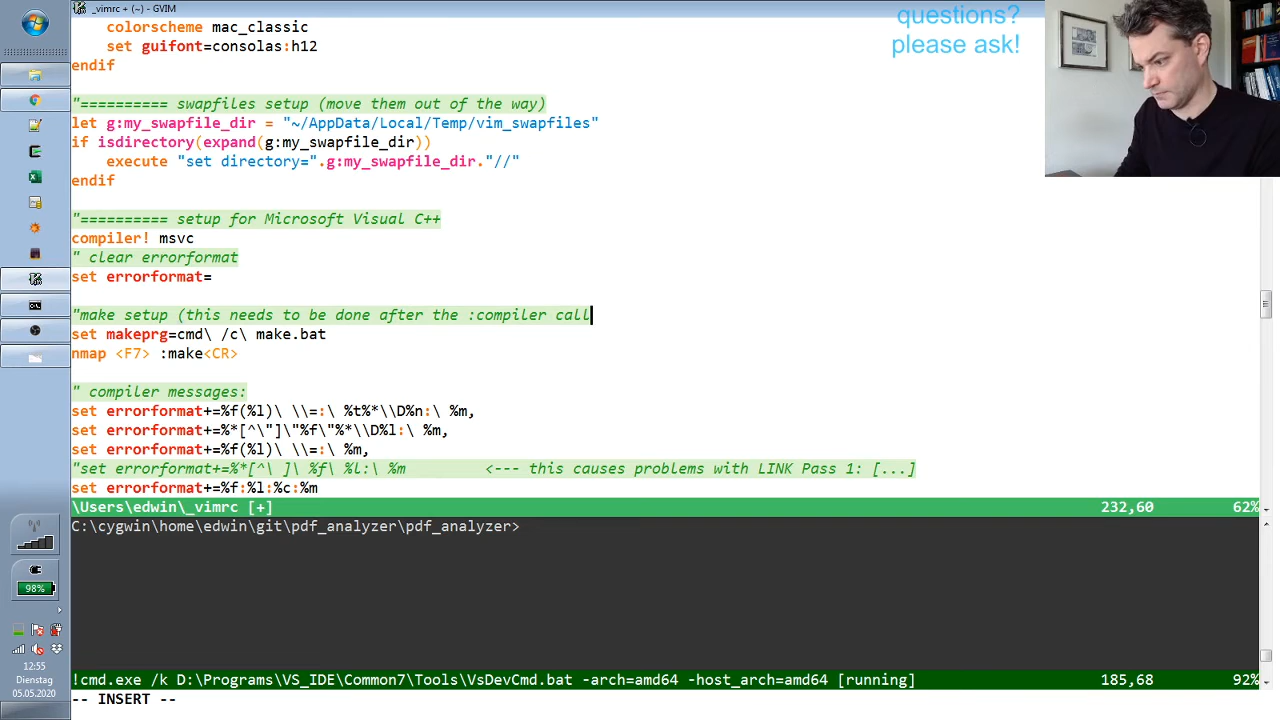 _vimrc + (~) - GVIM
questions?
please ask!
colorscheme mac_classic
set guifont=consolas:h12
endif
"========== swapfiles setup (move them out of the way)
let g:my_swapfile_dir = "~/AppData/Local/Temp/vim_swapfiles"
if isdirectory(expand(g:my_swapfile_dir))
execute "set directory=".g:my_swapfile_dir."//"
endif
"========== setup for Microsoft Visual C++
compiler! msvc
" clear errorformat
set errorformat=
"make setup (this needs to be done after the :compiler call
set makeprg=cmd\ /c\ make.bat
nmap <F7> :make<CR>
" compiler messages:
set errorformat+=%f(%l)\ \\=:\ %t%*\\D%n:\ %m,
set errorformat+=%*[^\"]\"%f\"%*\\D%l:\ %m,
set errorformat+=%f(%l)\ \\=:\ %m,
"set errorformat+=%*[^\ ]\ %f\ %l:\ %m         <--- this causes problems with LINK Pass 1: [...]
set errorformat+=%f:%l:%c:%m
\Users\edwin\_vimrc [+] 232,60 62%
C:\cygwin\home\edwin\git\pdf_analyzer\pdf_analyzer>
!cmd.exe /k D:\Programs\VS_IDE\Common7\Tools\VsDevCmd.bat -arch=amd64 -host_arch=amd64 [running] 185,68 92%
-- INSERT --
98%
12:55
Dienstag
05.05.2020